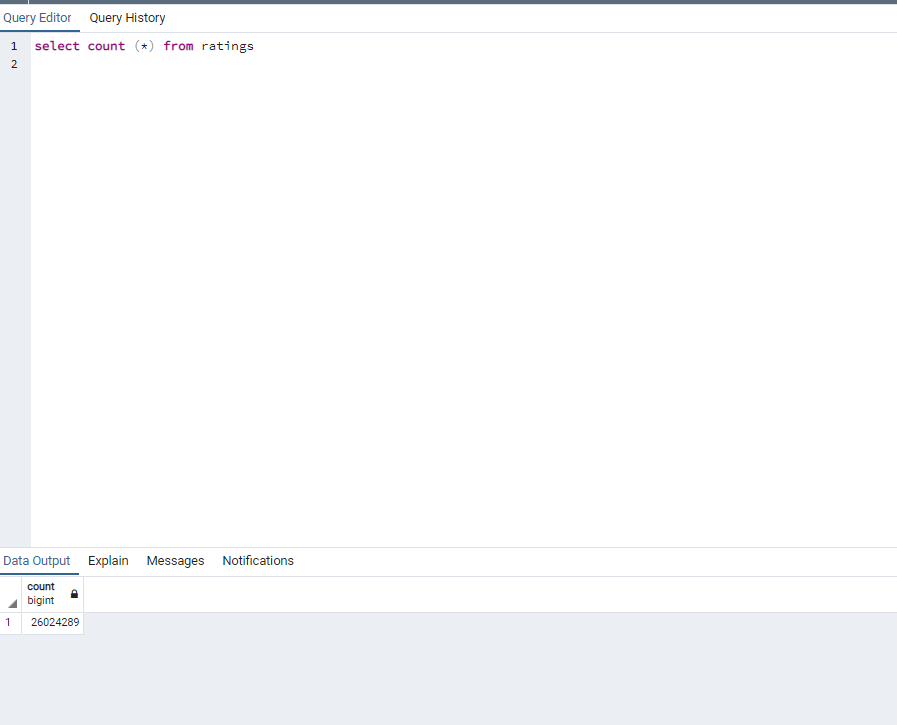 Query Editor Query History
1 select count (*) from ratings
2
Data Output Explain Messages Notifications
count
bigint
1 26024289